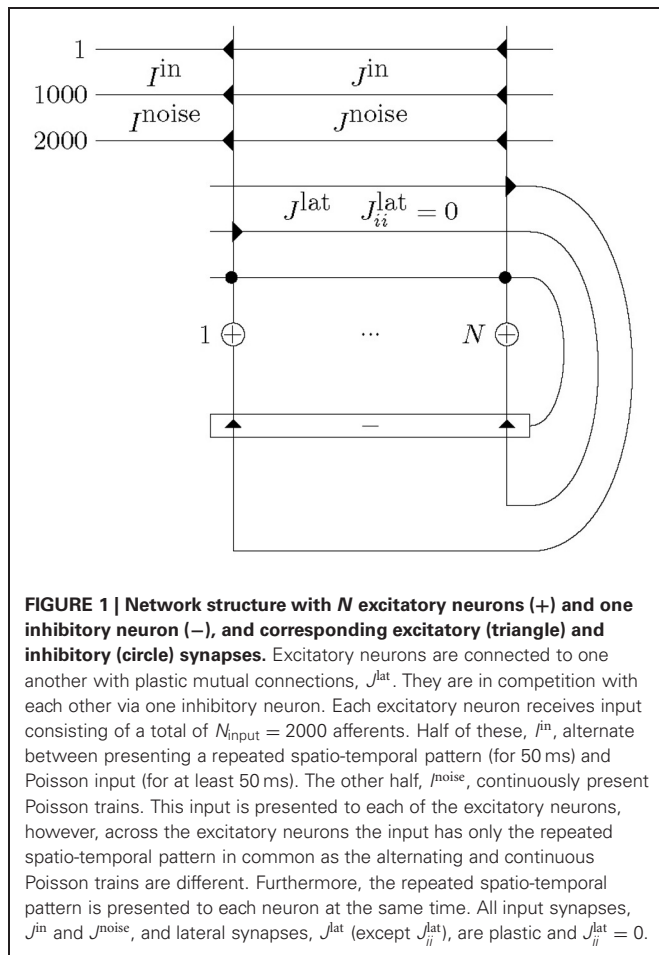 1
I^in J^in
1000
I^noise J^noise
2000
J^lat J_ii^lat = 0
1 + ... N +
−
FIGURE 1 | Network structure with N excitatory neurons (+) and one
inhibitory neuron (−), and corresponding excitatory (triangle) and
inhibitory (circle) synapses. Excitatory neurons are connected to one
another with plastic mutual connections, J^lat. They are in competition with
each other via one inhibitory neuron. Each excitatory neuron receives input
consisting of a total of N_input = 2000 afferents. Half of these, I^in, alternate
between presenting a repeated spatio-temporal pattern (for 50 ms) and
Poisson input (for at least 50 ms). The other half, I^noise, continuously present
Poisson trains. This input is presented to each of the excitatory neurons,
however, across the excitatory neurons the input has only the repeated
spatio-temporal pattern in common as the alternating and continuous
Poisson trains are different. Furthermore, the repeated spatio-temporal
pattern is presented to each neuron at the same time. All input synapses,
J^in and J^noise, and lateral synapses, J^lat (except J_ii^lat), are plastic and J_ii^lat = 0.